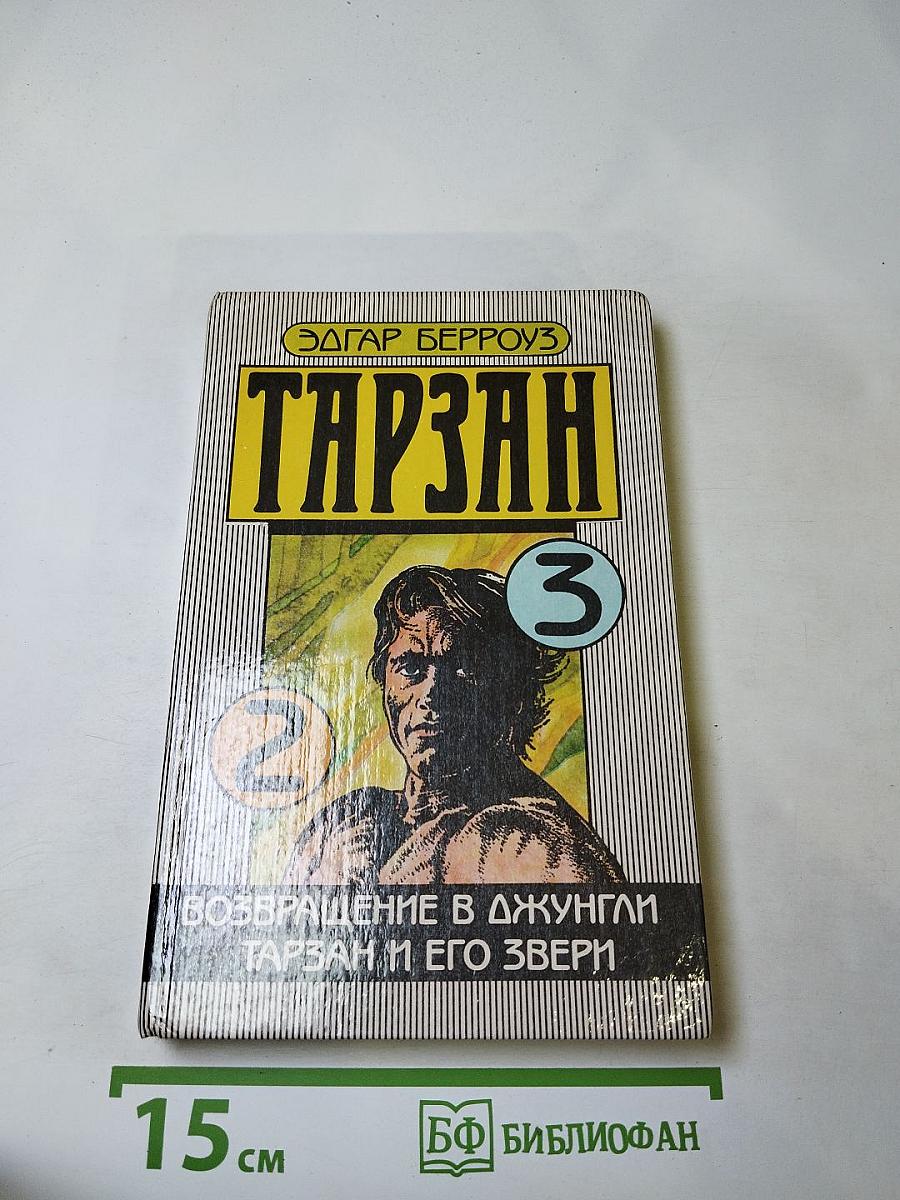 ЭДГАР БЕРРОУЗ
ТАРЗАН
3
2
ВОЗВРАЩЕНИЕ В ДЖУНГЛИ
ТАРЗАН И ЕГО ЗВЕРИ
15 см
БФ БИБЛИОФАН